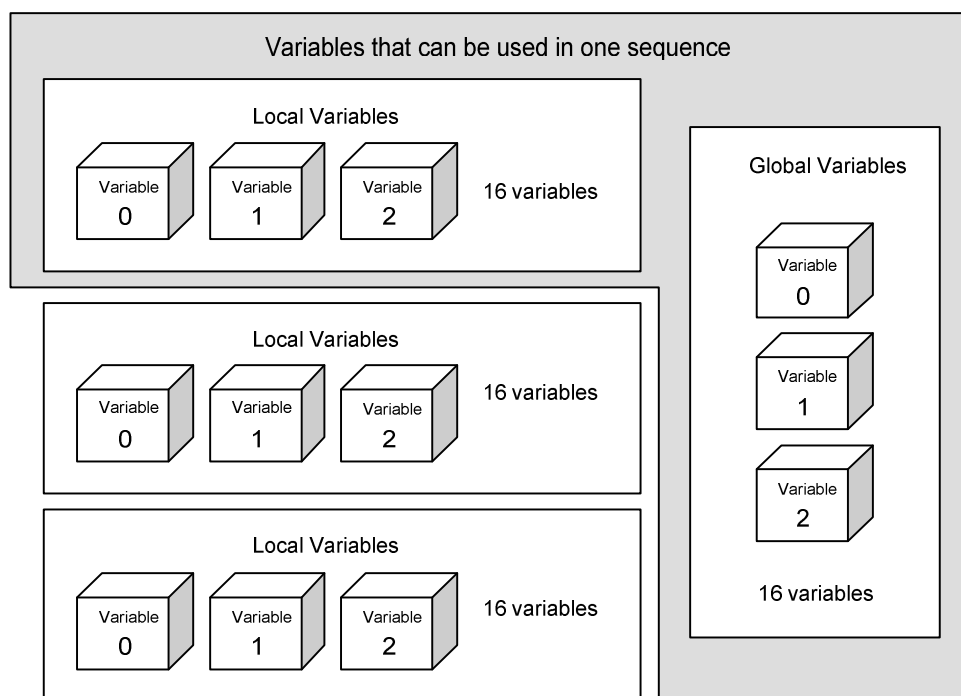 Variables that can be used in one sequence
Local Variables
Variable
0
Variable
1
Variable
2
16 variables
Local Variables
Variable
0
Variable
1
Variable
2
16 variables
Local Variables
Variable
0
Variable
1
Variable
2
16 variables
Global Variables
Variable
0
Variable
1
Variable
2
16 variables